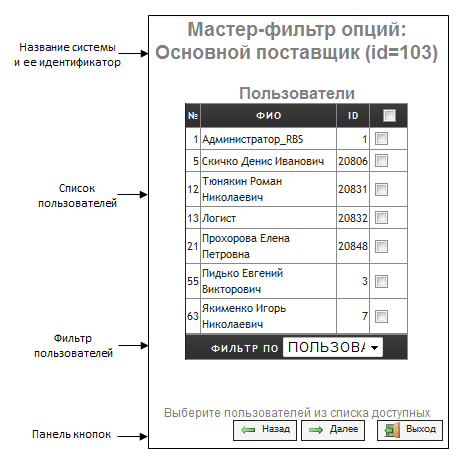 Мастер-фильтр опций:
Основной поставщик (id=103)
Название системы
и ее идентификатор
Пользователи
№ ФИО ID
1 Администратор_RBS 1
5 Скичко Денис Иванович 20806
Список
пользователей
12 Тюнякин Роман
Николаевич 20831
13 Логист 20832
21 Прохорова Елена
Петровна 20848
55 Пидько Евгений
Викторович 3
63 Якименко Игорь
Николаевич 7
Фильтр
пользователей
ФИЛЬТР ПО ПОЛЬЗОВА
Выберите пользователей из списка доступных
Панель кнопок
Назад Далее Выход